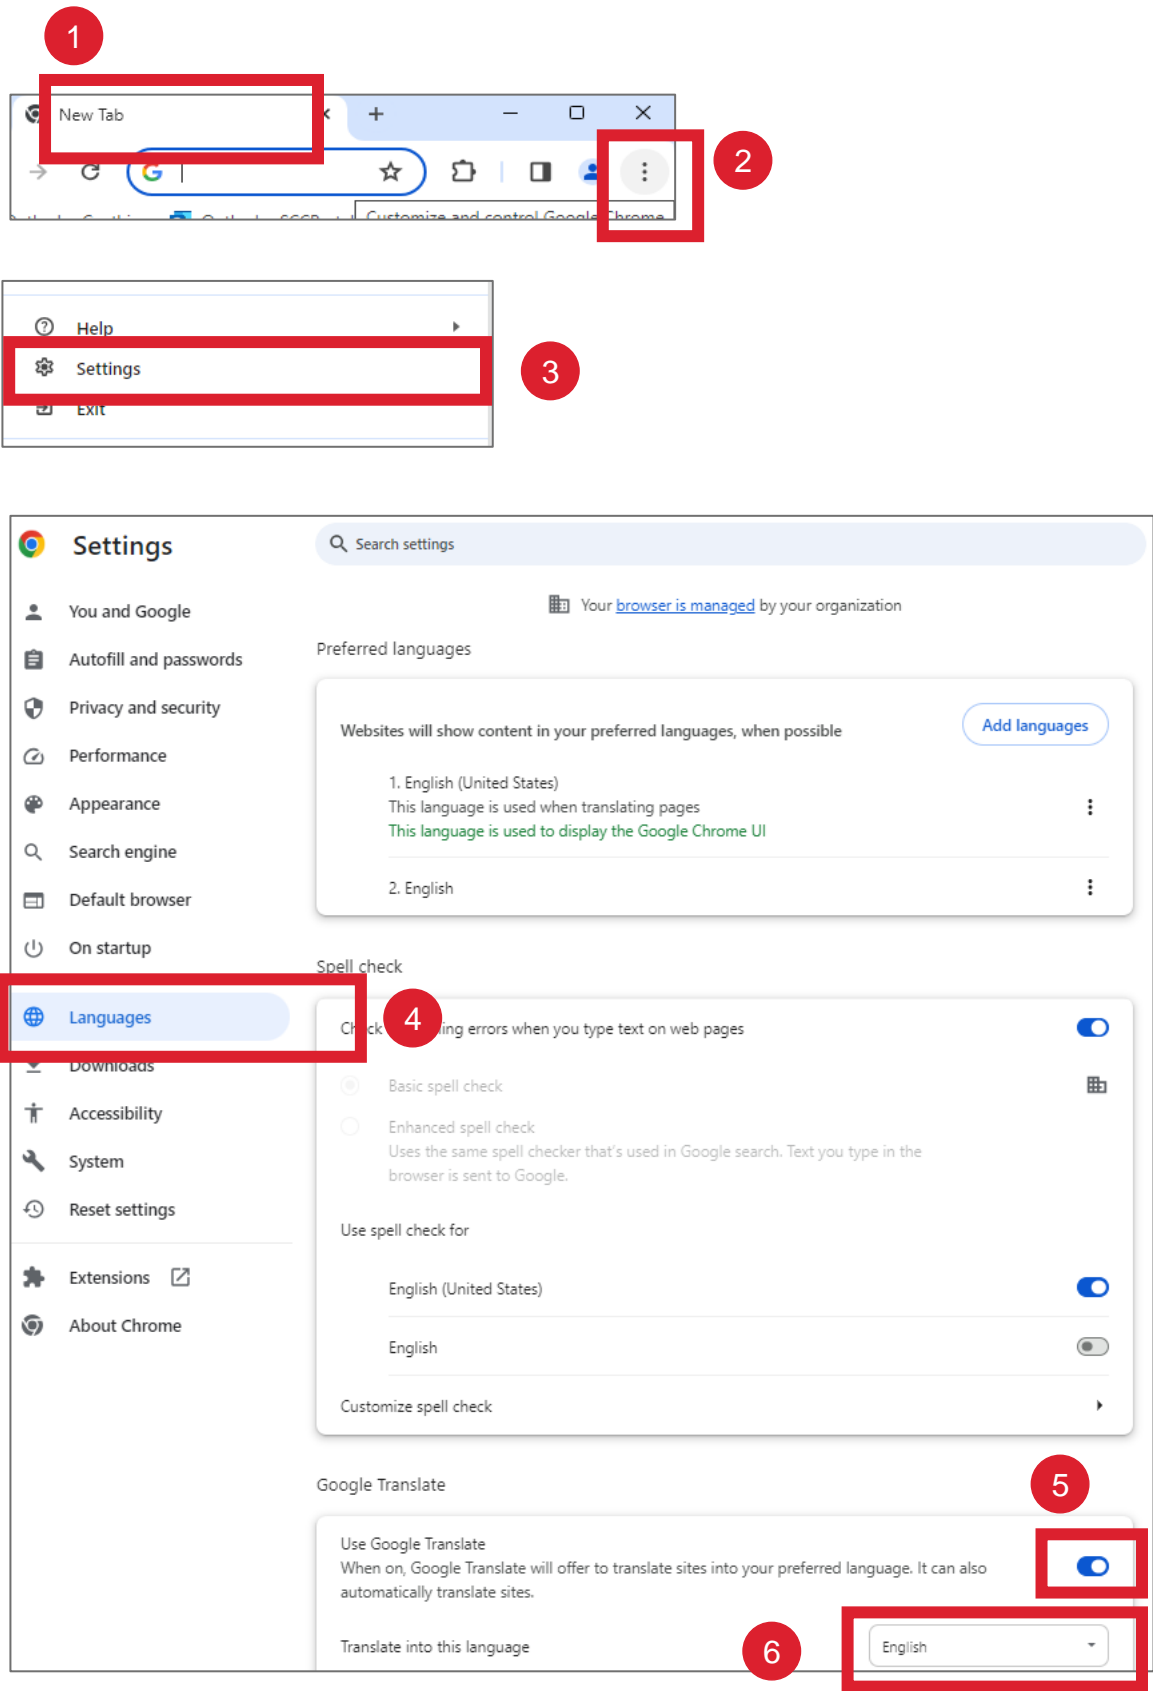 1
New Tab
2
Customize and control Google Chrome
Help
Settings
3
Exit
Settings
Search settings
You and Google
Autofill and passwords
Privacy and security
Performance
Appearance
Search engine
Default browser
On startup
Languages
Downloads
Accessibility
System
Reset settings
Extensions
About Chrome
Your browser is managed by your organization
Preferred languages
Websites will show content in your preferred languages, when possible
Add languages
1. English (United States)
This language is used when translating pages
This language is used to display the Google Chrome UI
2. English
Spell check
4
errors when you type text on web pages
Basic spell check
Enhanced spell check
Uses the same spell checker that's used in Google search. Text you type in the
browser is sent to Google.
Use spell check for
English (United States)
English
Customize spell check
Google Translate
5
Use Google Translate
When on, Google Translate will offer to translate sites into your preferred language. It can also
automatically translate sites.
Translate into this language
6
English